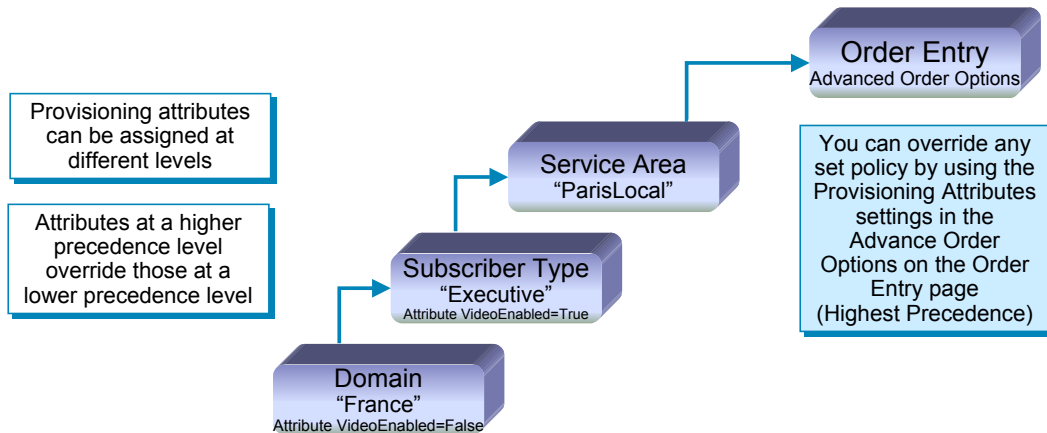 Order Entry
Advanced Order Options
Provisioning attributes
can be assigned at
different levels
Attributes at a higher
precedence level
override those at a
lower precedence level
Service Area
“ParisLocal”
You can override any
set policy by using the
Provisioning Attributes
settings in the
Advance Order
Options on the Order
Entry page
(Highest Precedence)
Subscriber Type
“Executive”
Attribute VideoEnabled=True
Domain
“France”
Attribute VideoEnabled=False